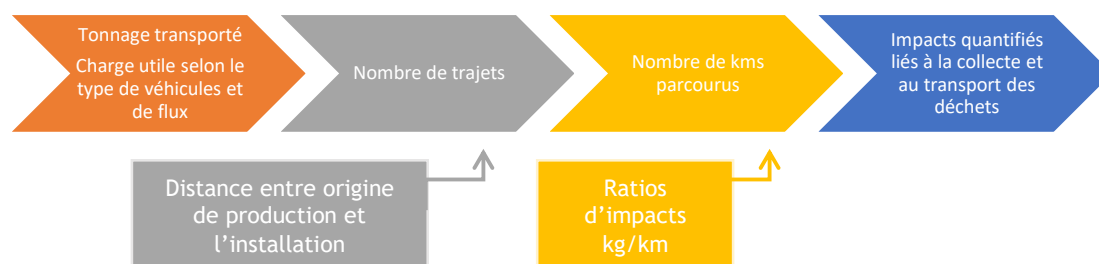 Tonnage transporté
Charge utile selon le
type de véhicules et
de flux
Nombre de trajets
Nombre de kms
parcourus
Impacts quantifiés
liés à la collecte et
au transport des
déchets
Distance entre origine
de production et
l'installation
Ratios
d'impacts
kg/km